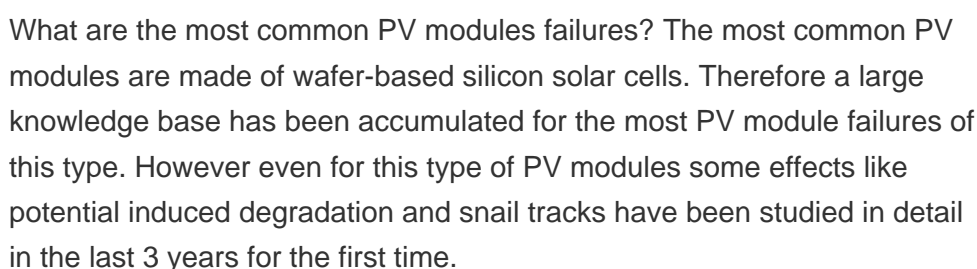 What are the most common PV modules failures? The most common PV
modules are made of wafer-based silicon solar cells. Therefore a large
knowledge base has been accumulated for the most PV module failures of
this type. However even for this type of PV modules some effects like
potential induced degradation and snail tracks have been studied in detail
in the last 3 years for the first time.